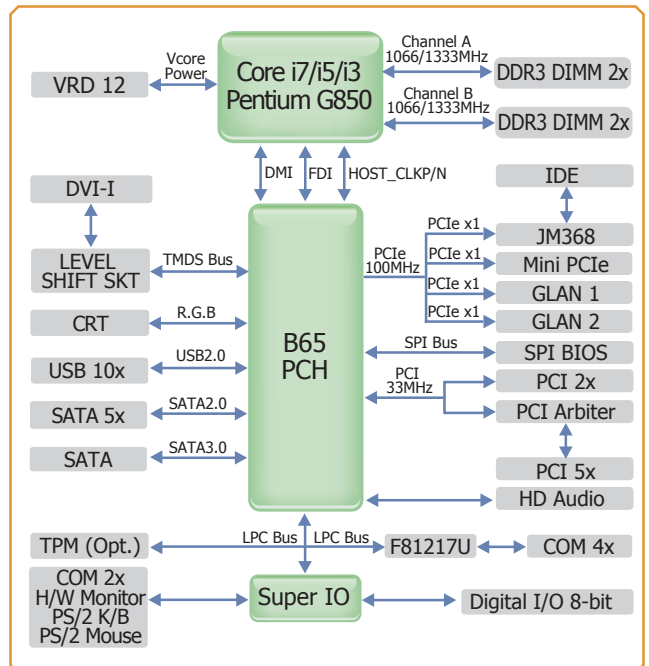 Core i7/i5/i3
Pentium G850
Vcore
Power
VRD 12
Channel A
1066/1333MHz
DDR3 DIMM 2x
Channel B
1066/1333MHz
DDR3 DIMM 2x
DMI
FDI
HOST_CLKP/N
DVI-I
LEVEL
SHIFT SKT
TMDS Bus
CRT
R.G.B
USB 10x
USB2.0
SATA 5x
SATA2.0
SATA
SATA3.0
B65
PCH
PCIe
100MHz
IDE
PCIe x1
JM368
PCIe x1
Mini PCIe
PCIe x1
GLAN 1
PCIe x1
GLAN 2
SPI Bus
SPI BIOS
PCI
33MHz
PCI 2x
PCI Arbiter
PCI 5x
HD Audio
TPM (Opt.)
LPC Bus
LPC Bus
F81217U
COM 4x
COM 2x
H/W Monitor
PS/2 K/B
PS/2 Mouse
Super IO
Digital I/O 8-bit